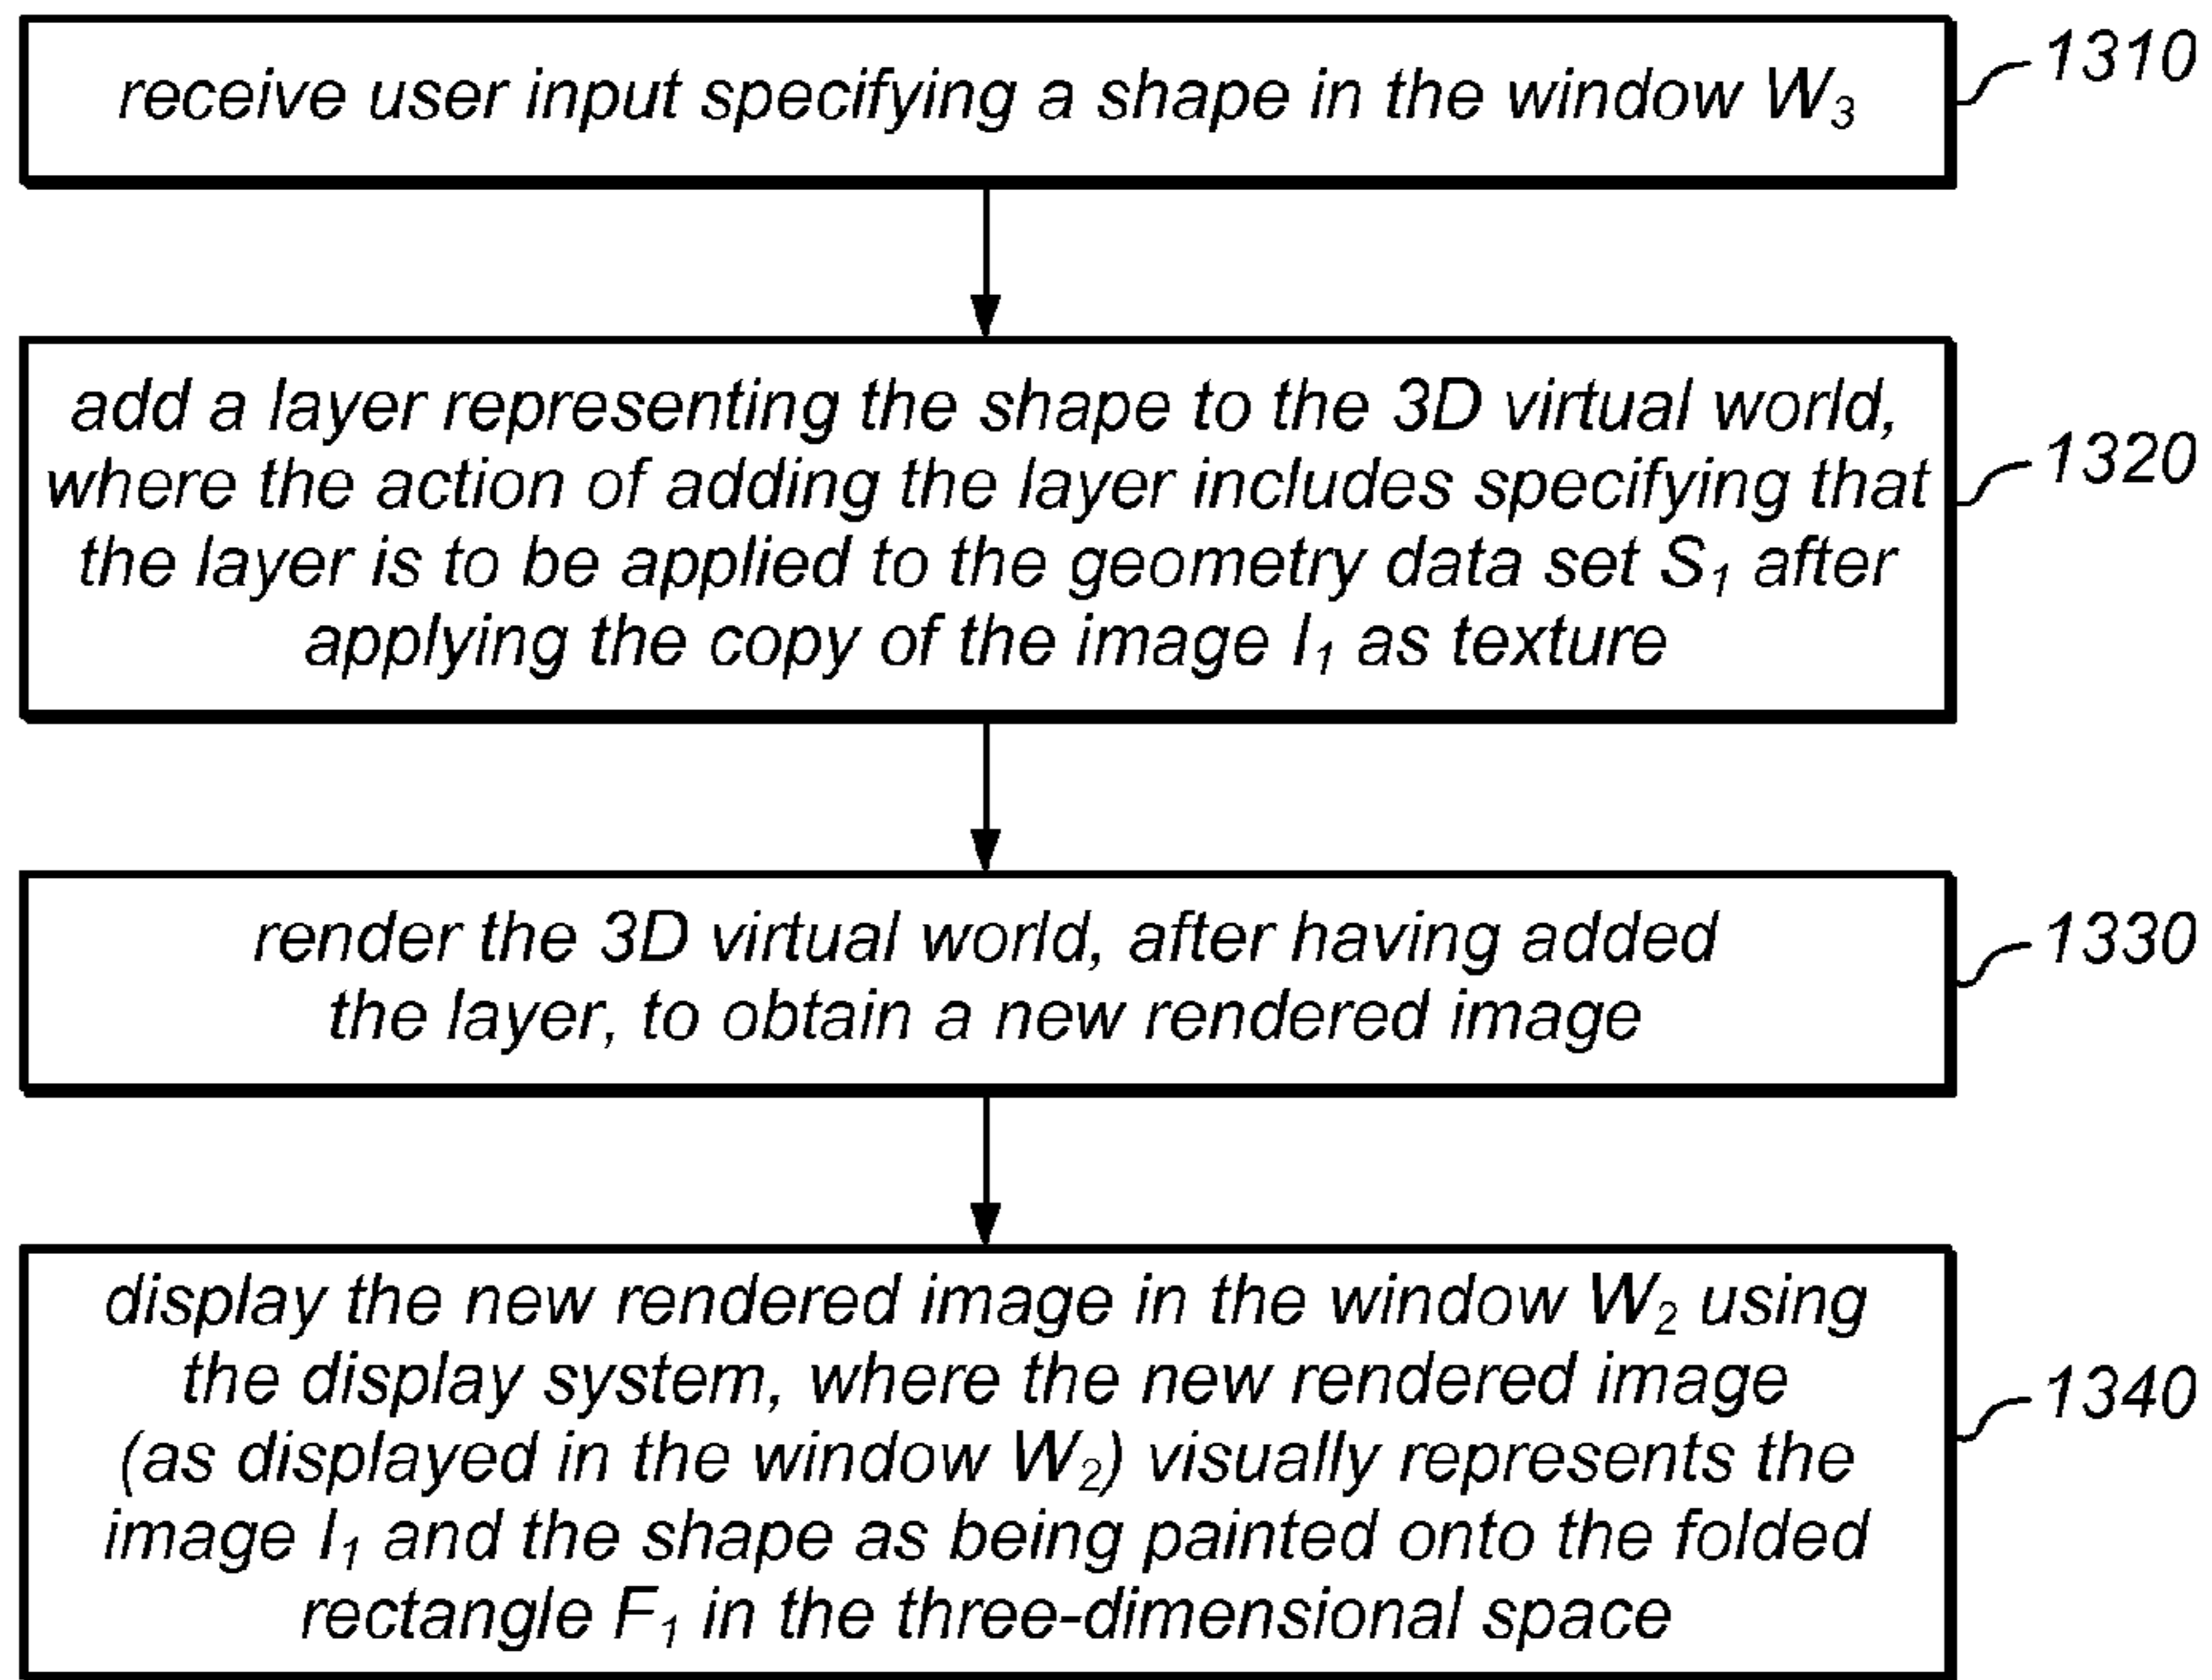 receive user input specifying a shape in the window W₃
1310
add a layer representing the shape to the 3D virtual world,
where the action of adding the layer includes specifying that
the layer is to be applied to the geometry data set S₁ after
applying the copy of the image I₁ as texture
1320
render the 3D virtual world, after having added
the layer, to obtain a new rendered image
1330
display the new rendered image in the window W₂ using
the display system, where the new rendered image
(as displayed in the window W₂) visually represents the
image I₁ and the shape as being painted onto the folded
rectangle F₁ in the three-dimensional space
1340